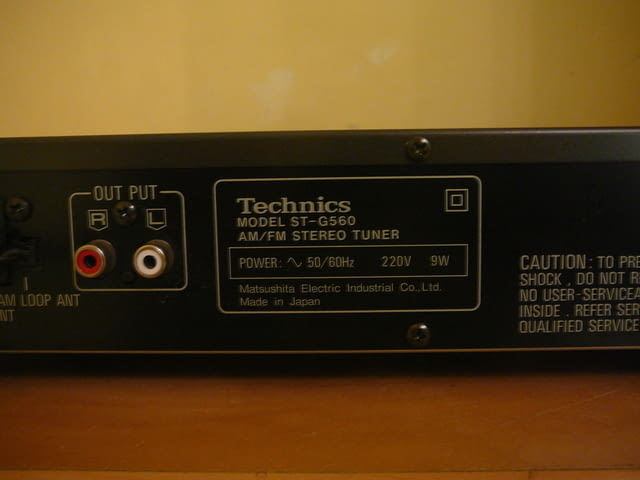 OUT PUT
R L
AM LOOP ANT
Technics
MODEL ST-G560
AM/FM STEREO TUNER
POWER: ∿ 50/60Hz 220V 9W
Matsushita Electric Industrial Co.,Ltd.
Made in Japan
CAUTION: TO PRE
SHOCK, DO NOT RE
NO USER-SERVICEA
INSIDE. REFER SER
QUALIFIED SERVICE